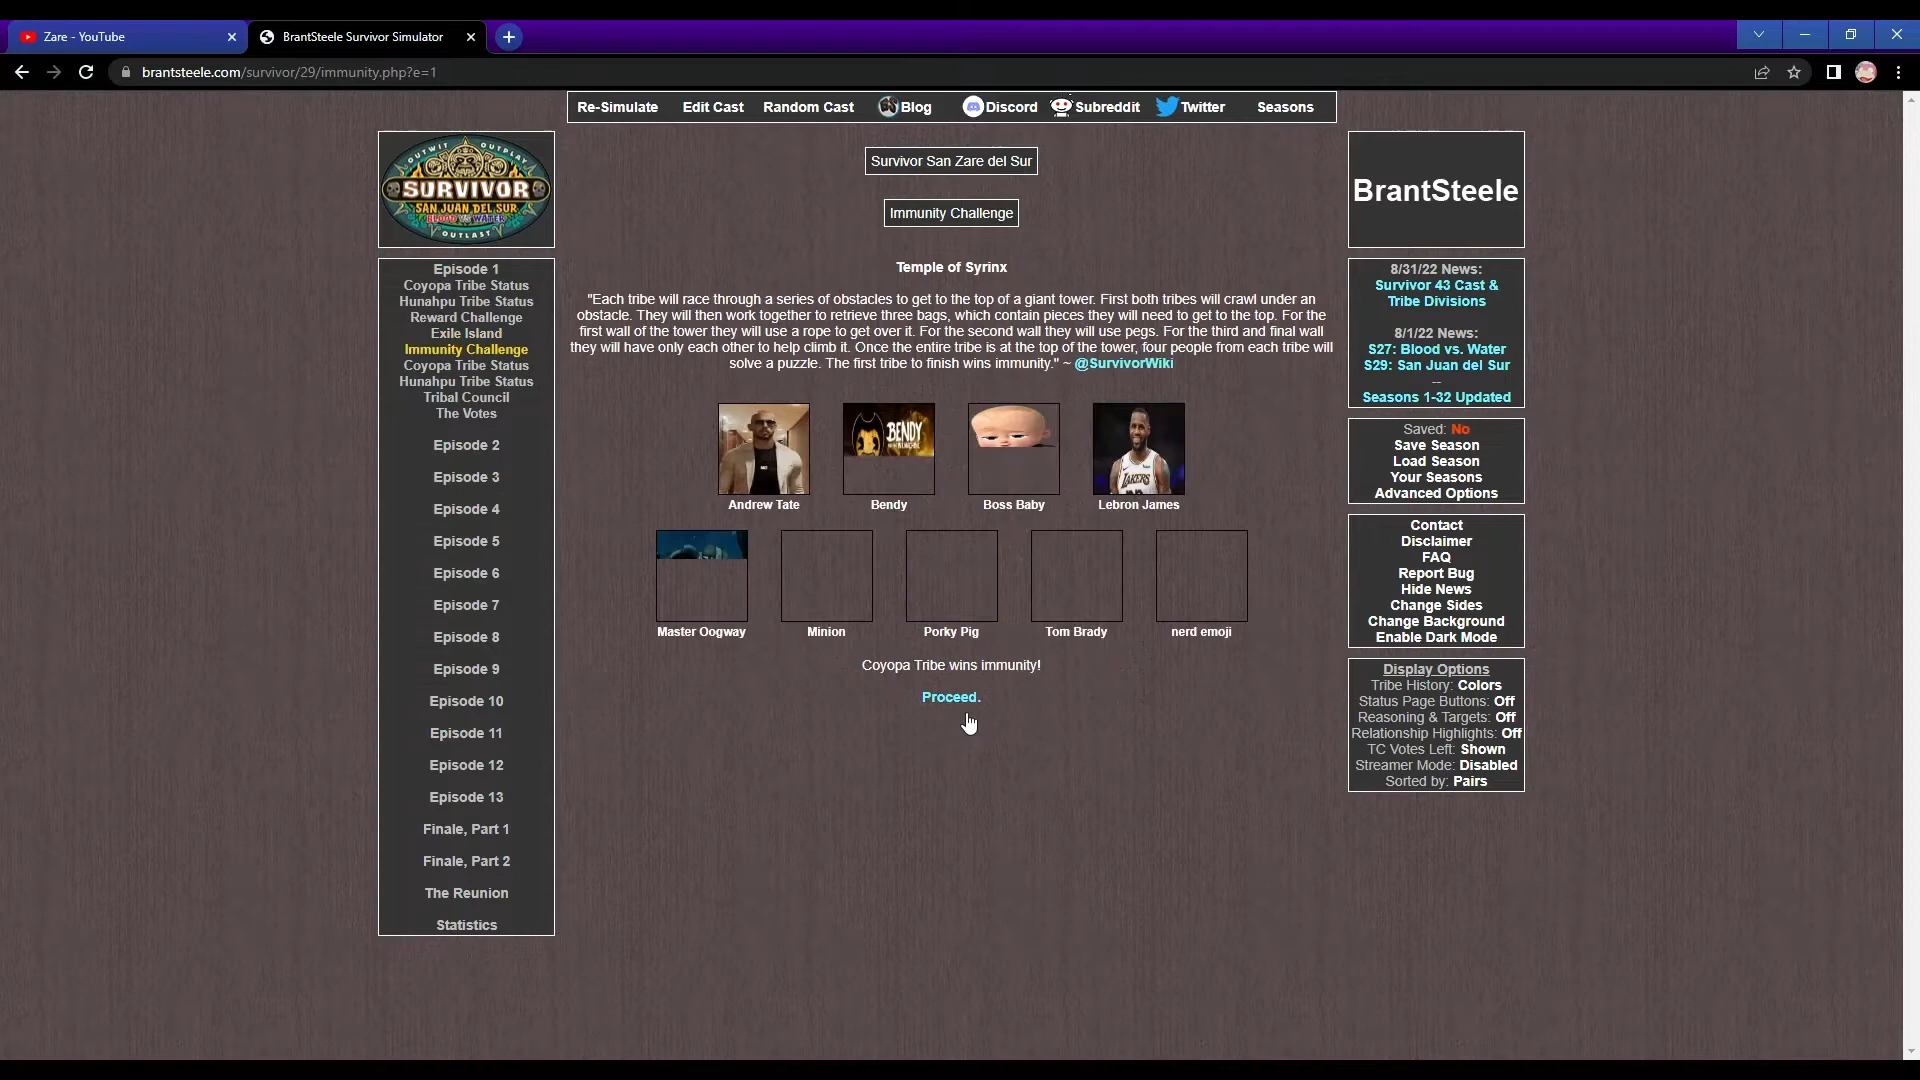 Zare - YouTube
BrantSteele Survivor Simulator
brantsteele.com/survivor/29/immunity.php?e=1
Re-Simulate Edit Cast Random Cast Blog Discord Subreddit Twitter Seasons
OUTWIT OUTPLAY
SURVIVOR
SAN JUAN DEL SUR
BLOOD VS WATER
OUTLAST
Survivor San Zare del Sur
Immunity Challenge
BrantSteele
Episode 1
Coyopa Tribe Status
Hunahpu Tribe Status
Reward Challenge
Exile Island
Immunity Challenge
Coyopa Tribe Status
Hunahpu Tribe Status
Tribal Council
The Votes
Episode 2
Episode 3
Episode 4
Episode 5
Episode 6
Episode 7
Episode 8
Episode 9
Episode 10
Episode 11
Episode 12
Episode 13
Finale, Part 1
Finale, Part 2
The Reunion
Statistics
Temple of Syrinx
"Each tribe will race through a series of obstacles to get to the top of a giant tower. First both tribes will crawl under an
obstacle. They will then work together to retrieve three bags, which contain pieces they will need to get to the top. For the
first wall of the tower they will use a rope to get over it. For the second wall they will use pegs. For the third and final wall
they will have only each other to help climb it. Once the entire tribe is at the top of the tower, four people from each tribe will
solve a puzzle. The first tribe to finish wins immunity." ~ @SurvivorWiki
BENDY
LAKERS
Andrew Tate Bendy Boss Baby Lebron James
Master Oogway Minion Porky Pig Tom Brady nerd emoji
Coyopa Tribe wins immunity!
Proceed.
8/31/22 News:
Survivor 43 Cast &
Tribe Divisions
8/1/22 News:
S27: Blood vs. Water
S29: San Juan del Sur
--
Seasons 1-32 Updated
Saved: No
Save Season
Load Season
Your Seasons
Advanced Options
Contact
Disclaimer
FAQ
Report Bug
Hide News
Change Sides
Change Background
Enable Dark Mode
Display Options
Tribe History: Colors
Status Page Buttons: Off
Reasoning & Targets: Off
Relationship Highlights: Off
TC Votes Left: Shown
Streamer Mode: Disabled
Sorted by: Pairs